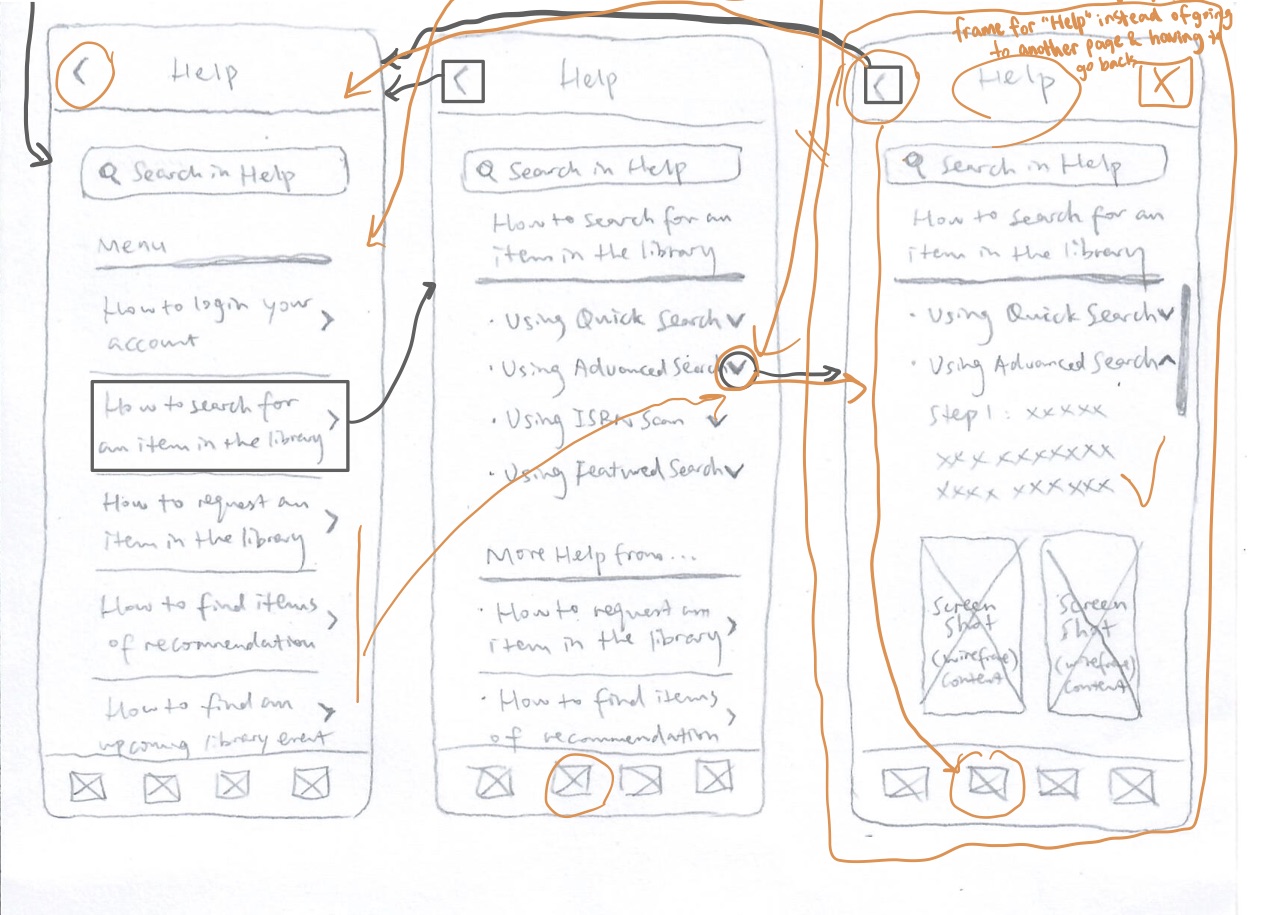 Help
Search in Help
Menu
How to login your
account
How to search for
an item in the library
How to request an
item in the library
How to find items
of recommendation
How to find an
upcoming library event
Help
Search in Help
How to search for an
item in the library
• Using Quick Search
• Using Advanced Search
• Using ISBN Scan
• Using Featured Search
More Help from...
• How to request an
item in the library
• How to find items
of recommendation
frame for "Help" instead of going
to another page & having to
go back
Help
X
Search in Help
How to search for an
item in the library
• Using Quick Search
• Using Advanced Search
Step 1 : xxxxx
xx x xxxxxxxx
xxxx xxxxxx
Screen
Shot
(wireframe)
content
Screen
Shot
(wireframe)
content